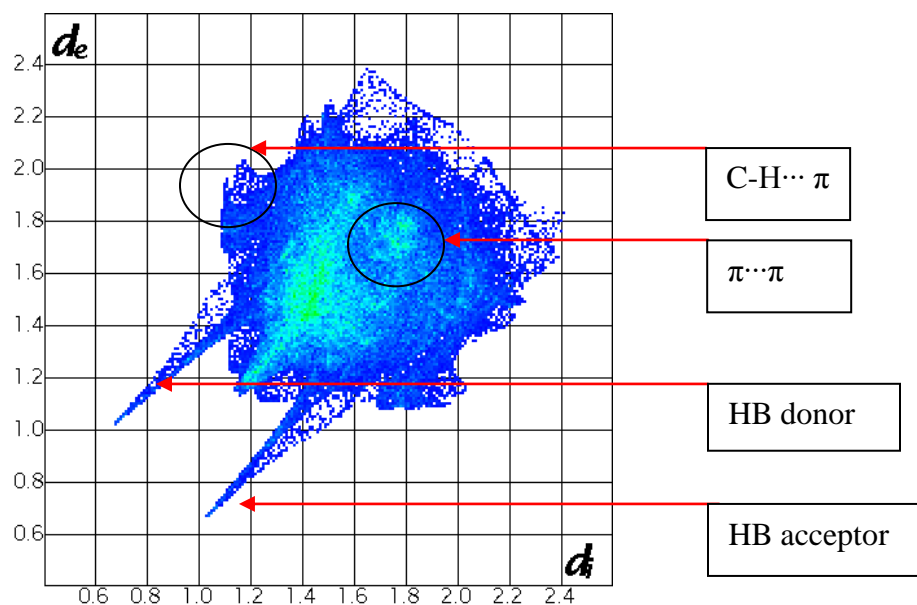 de
2.4
2.2
2.0
1.8
1.6
1.4
1.2
1.0
0.8
0.6
di
0.6 0.8 1.0 1.2 1.4 1.6 1.8 2.0 2.2 2.4
C-H··· π
π···π
HB donor
HB acceptor